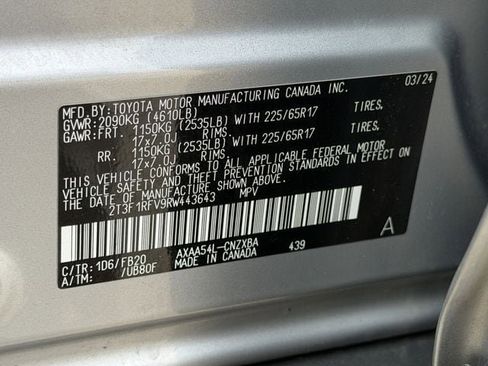 MFD.BY:TOYOTA MOTOR MANUFACTURING CANADA INC. 03/24
GVWR:2090KG (4610LB)
GAWR:FRT. 1150KG (2535LB) WITH 225/65R17 TIRES,
17x7.0J RIMS
RR. 1150KG (2535LB) WITH 225/65R17 TIRES,
17x7.0J RIMS
THIS VEHICLE CONFORMS TO ALL APPLICABLE FEDERAL MOTOR
VEHICLE SAFETY AND THEFT PREVENTION STANDARDS IN EFFECT ON
THE DATE OF MANUFACTURE SHOWN ABOVE.
2T3F1RFV9RW443643 MPV
C/TR: 1D6/FB20 AXAA54L-CNZXBA 439 A
A/TM: /UB80F MADE IN CANADA